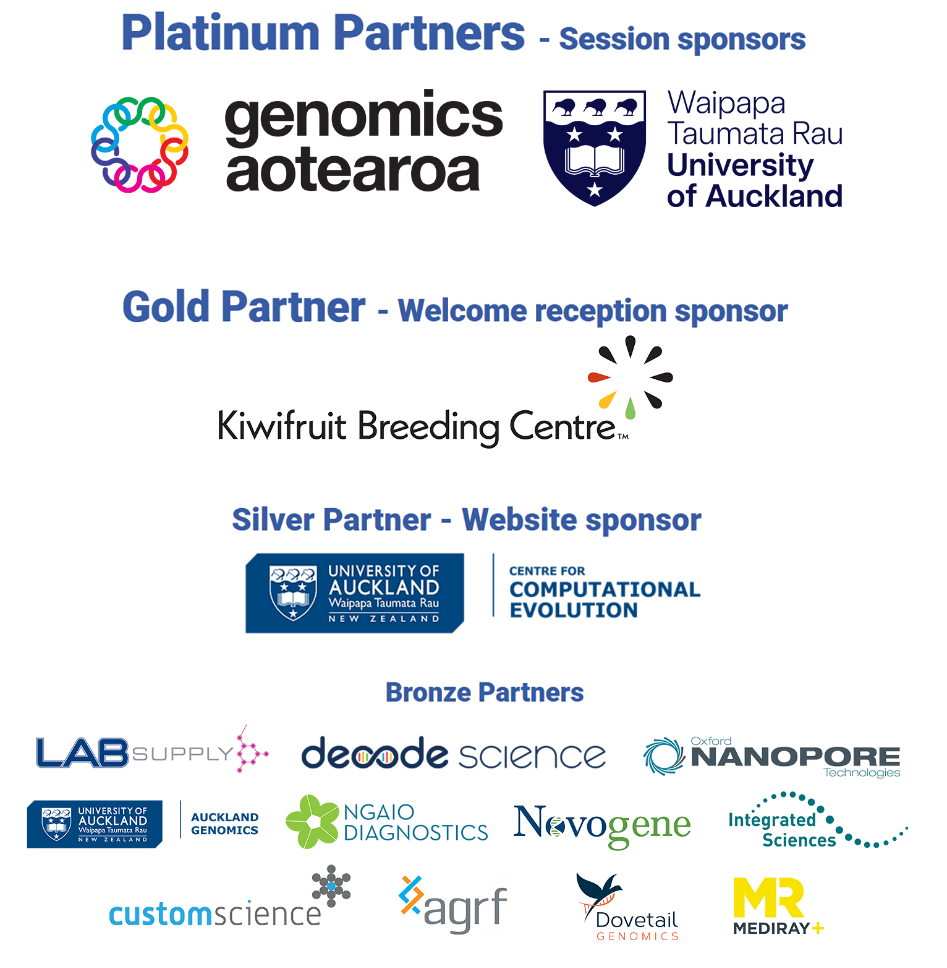 Platinum Partners - Session sponsors
genomics
aotearoa
Waipapa
Taumata Rau
University
of Auckland
Gold Partner - Welcome reception sponsor
Kiwifruit Breeding Centre™
Silver Partner - Website sponsor
UNIVERSITY OF
AUCKLAND
Waipapa Taumata Rau
NEW ZEALAND
CENTRE FOR
COMPUTATIONAL
EVOLUTION
Bronze Partners
LABSUPPLY
decode science
Oxford
NANOPORE
Technologies
UNIVERSITY OF
AUCKLAND
Waipapa Taumata Rau
NEW ZEALAND
AUCKLAND
GENOMICS
NGAIO
DIAGNOSTICS
Novogene
Integrated
Sciences
customscience
agrf
Dovetail
GENOMICS
MR
MEDIRAY+